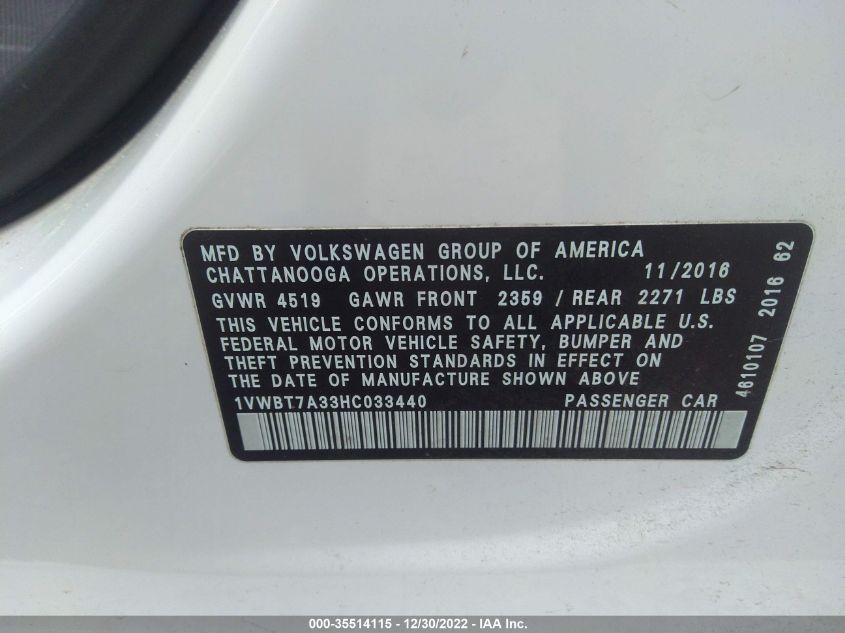 MFD BY VOLKSWAGEN GROUP OF AMERICA
CHATTANOOGA OPERATIONS, LLC. 11/2016
GVWR 4519 GAWR FRONT 2359 / REAR 2271 LBS
THIS VEHICLE CONFORMS TO ALL APPLICABLE U.S.
FEDERAL MOTOR VEHICLE SAFETY, BUMPER AND
THEFT PREVENTION STANDARDS IN EFFECT ON
THE DATE OF MANUFACTURE SHOWN ABOVE
1VWBT7A33HC033440 PASSENGER CAR
4610107 2016 62
000-35514115 - 12/30/2022 - IAA Inc.